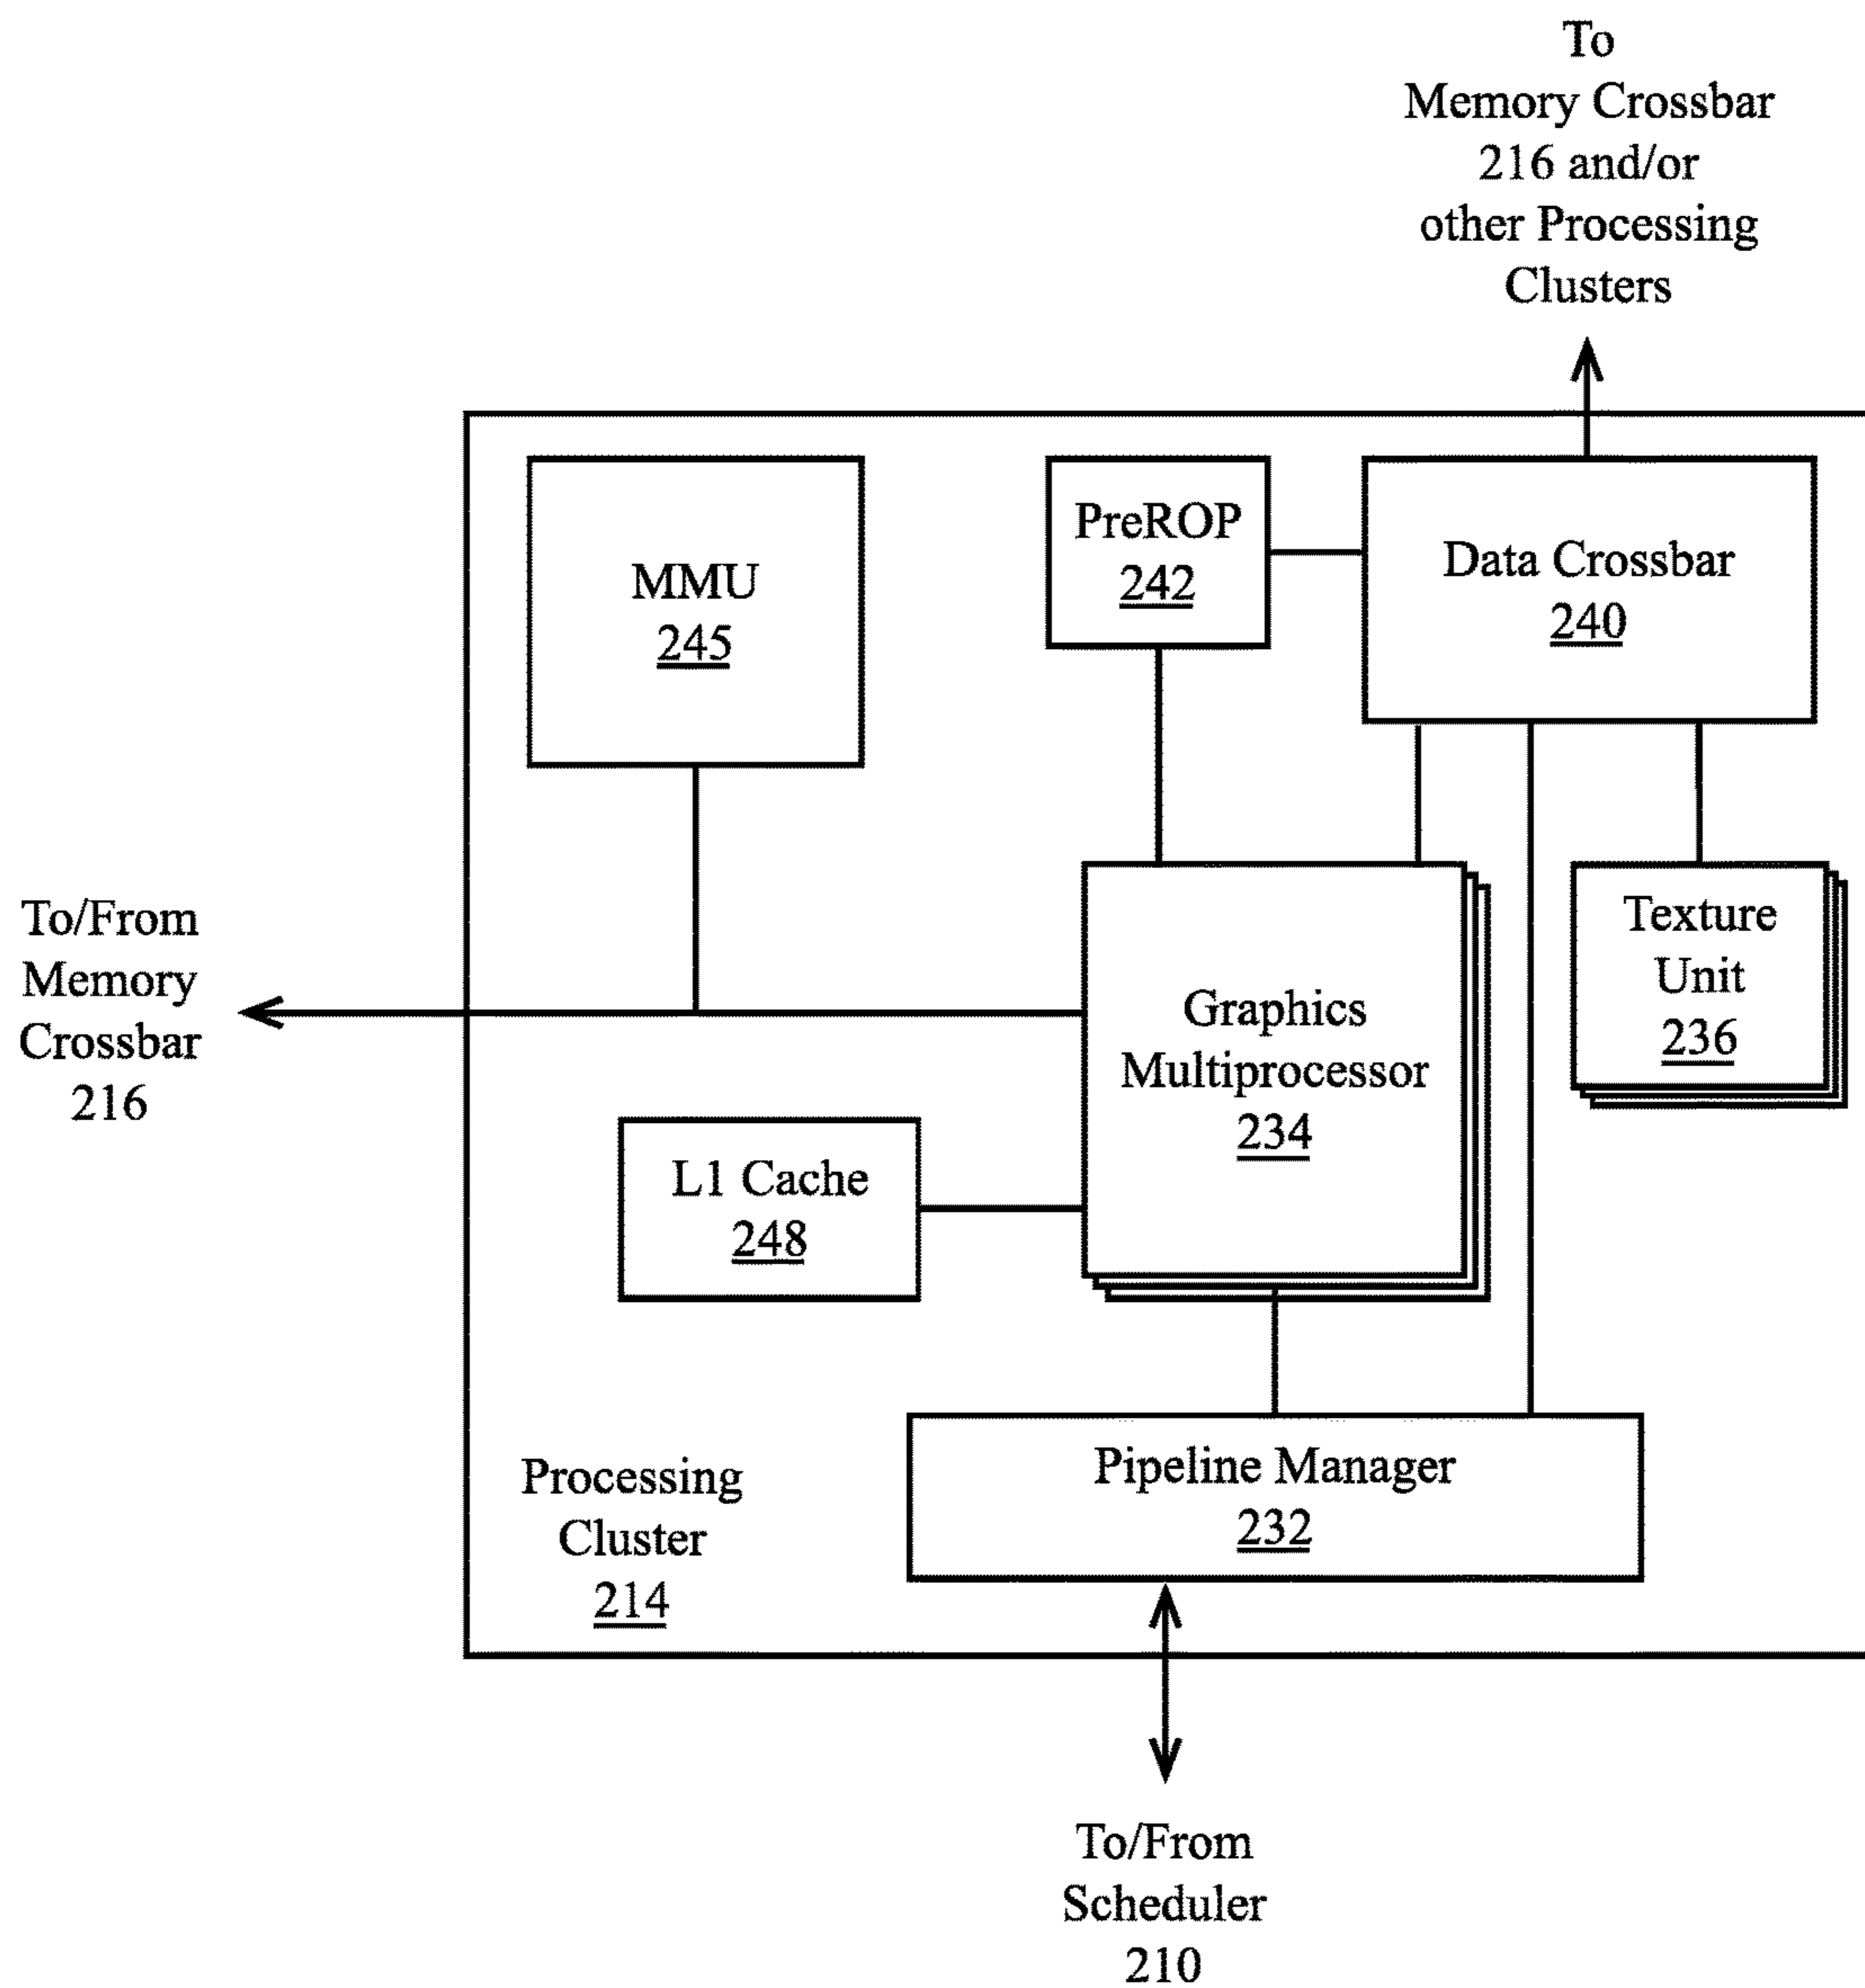 To
Memory Crossbar
216 and/or
other Processing
Clusters
MMU
245
PreROP
242
Data Crossbar
240
To/From
Memory
Crossbar
216
Graphics
Multiprocessor
234
Texture
Unit
236
L1 Cache
248
Processing
Cluster
214
Pipeline Manager
232
To/From
Scheduler
210